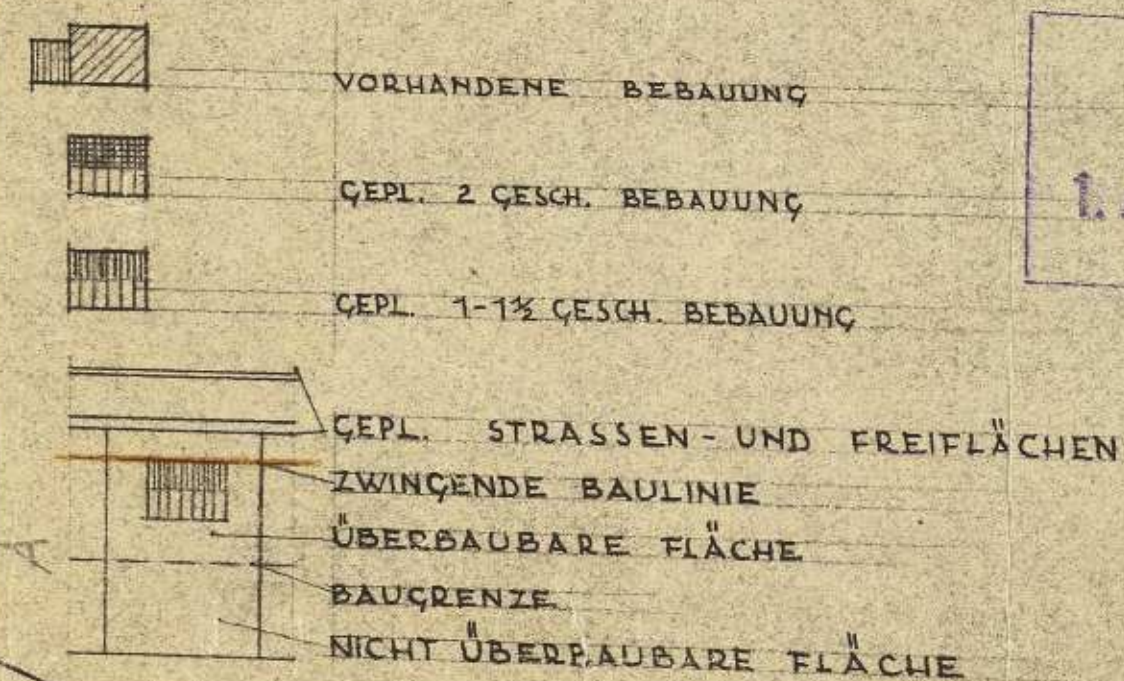 VORHANDENE BEBAUUNG
GEPL. 2 GESCH. BEBAUUNG
1.
GEPL. 1-1½ GESCH. BEBAUUNG
GEPL. STRASSEN- UND FREIFLÄCHEN
ZWINGENDE BAULINIE
ÜBERBAUBARE FLÄCHE
A
BAUGRENZE
NICHT ÜBERBAUBARE FLÄCHE